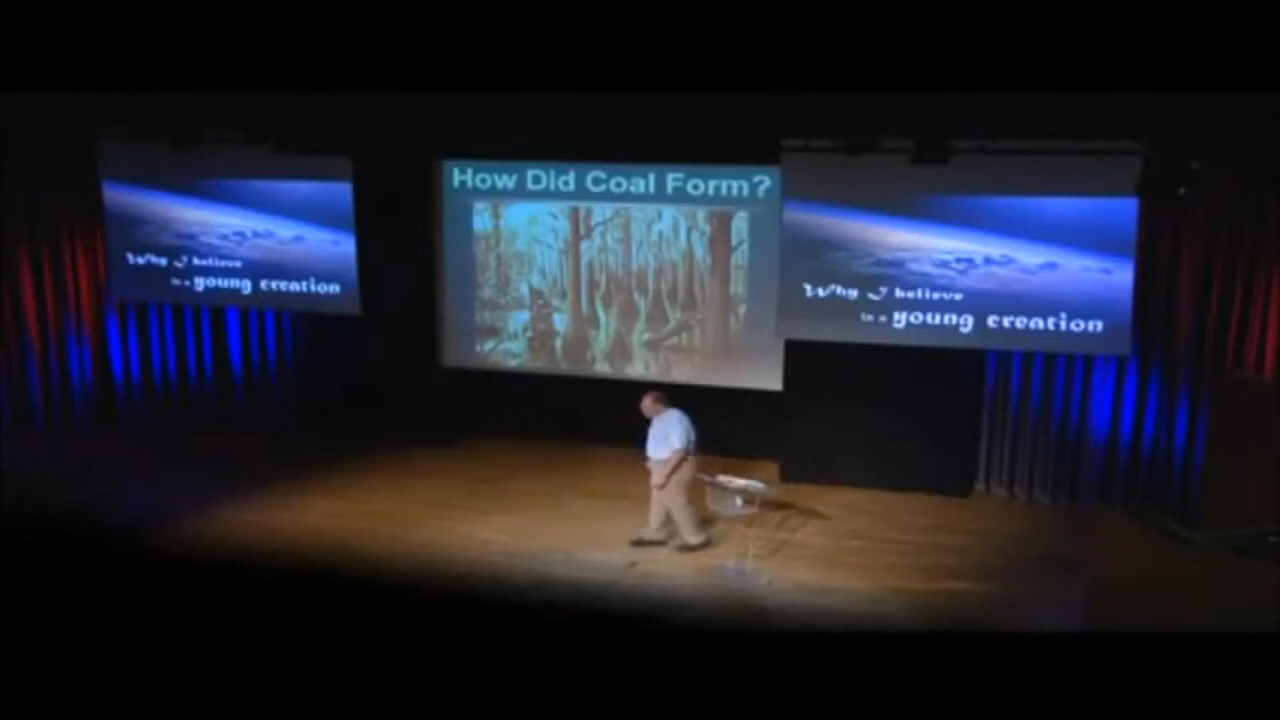 How Did Coal Form?
Why I believe
in a young creation
Why I believe
in a young creation